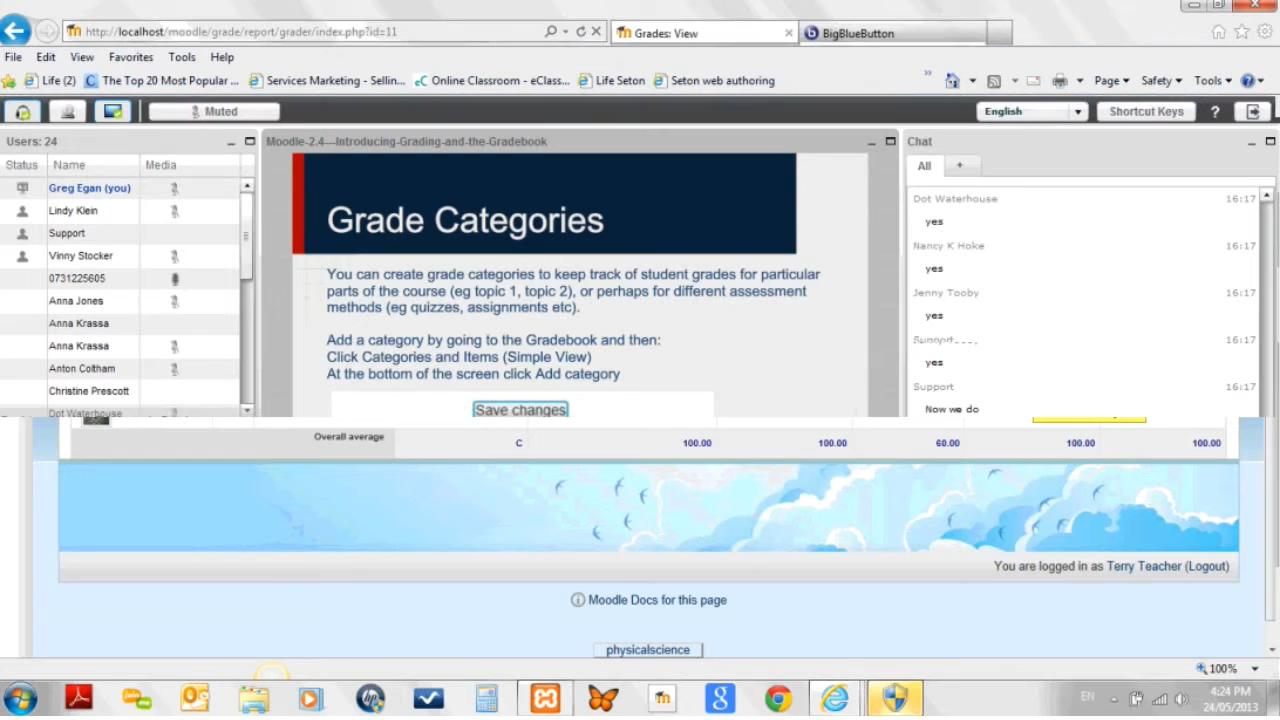 http://localhost/moodle/grade/report/grader/index.php?id=11
Grades: View
BigBlueButton
File Edit View Favorites Tools Help
Life (2)
The Top 20 Most Popular ...
Services Marketing - Sellin...
Online Classroom - eClass...
Life Seton
Seton web authoring
Page Safety Tools
Muted
English
Shortcut Keys
?
Users: 24
Status Name Media
Greg Egan (you)
Lindy Klein
Support
Vinny Stocker
0731225605
Anna Jones
Anna Krassa
Anna Krassa
Anton Coltham
Christine Prescott
Dot Waterhouse
Moodle-2.4---Introducing-Grading-and-the-Gradebook
Grade Categories
You can create grade categories to keep track of student grades for particular
parts of the course (eg topic 1, topic 2), or perhaps for different assessment
methods (eg quizzes, assignments etc).
Add a category by going to the Gradebook and then:
Click Categories and Items (Simple View)
At the bottom of the screen click Add category
Save changes
Chat
All +
Dot Waterhouse 16:17
yes
Nancy K Hoke 16:17
yes
Jenny Tooby 16:17
yes
Support 16:17
yes
Support 16:17
Now we do
Overall average C 100.00 100.00 60.00 100.00 100.00
You are logged in as Terry Teacher (Logout)
Moodle Docs for this page
physicalscience
100%
EN
4:24 PM
24/05/2013